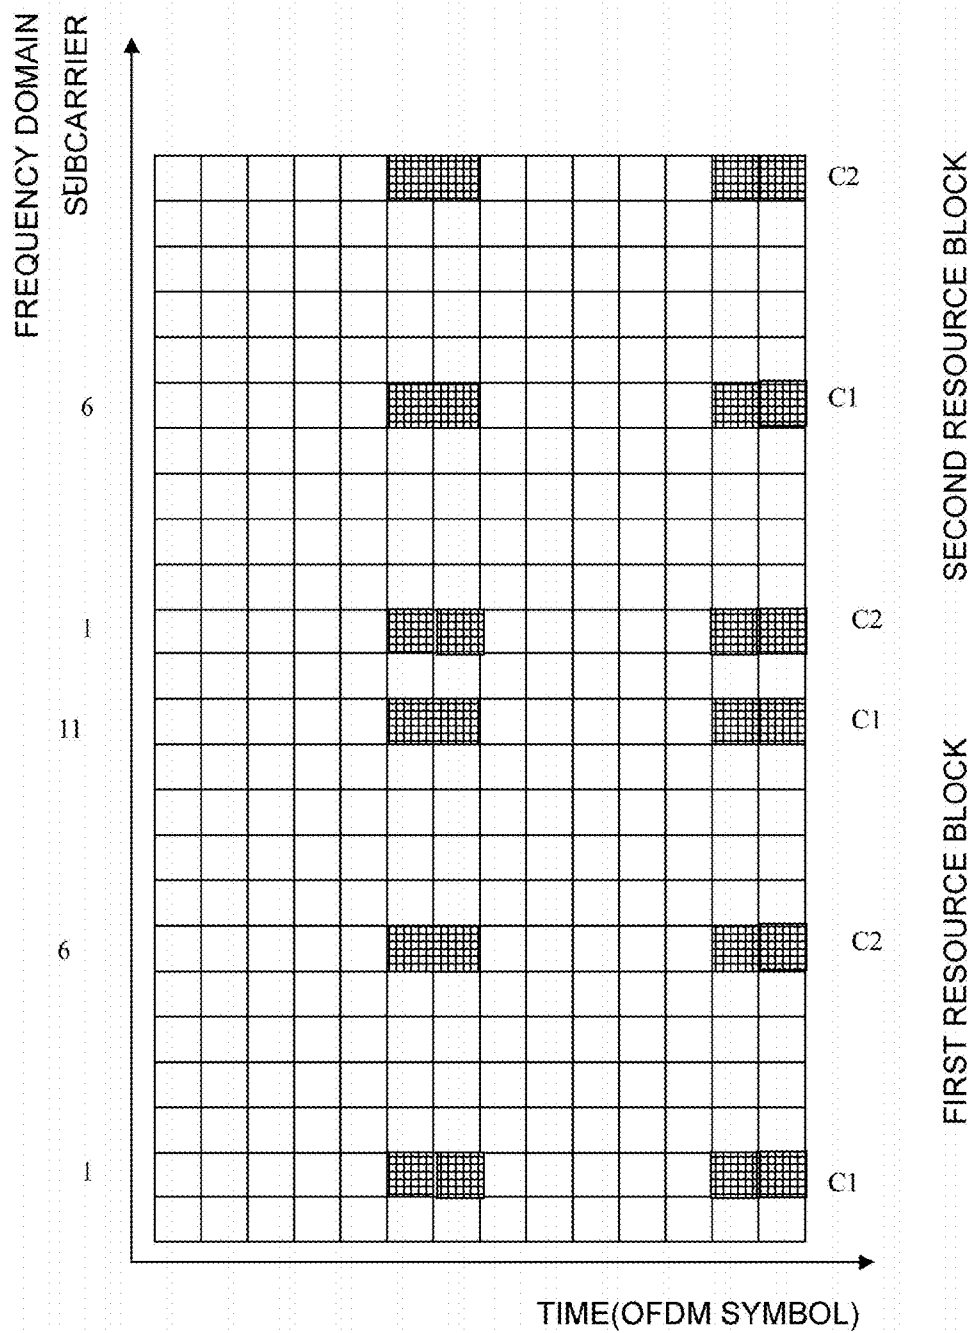 FREQUENCY DOMAIN
SUBCARRIER
C2
6
C1
1
C2
11
C1
6
C2
1
C1
SECOND RESOURCE BLOCK
FIRST RESOURCE BLOCK
TIME(OFDM SYMBOL)